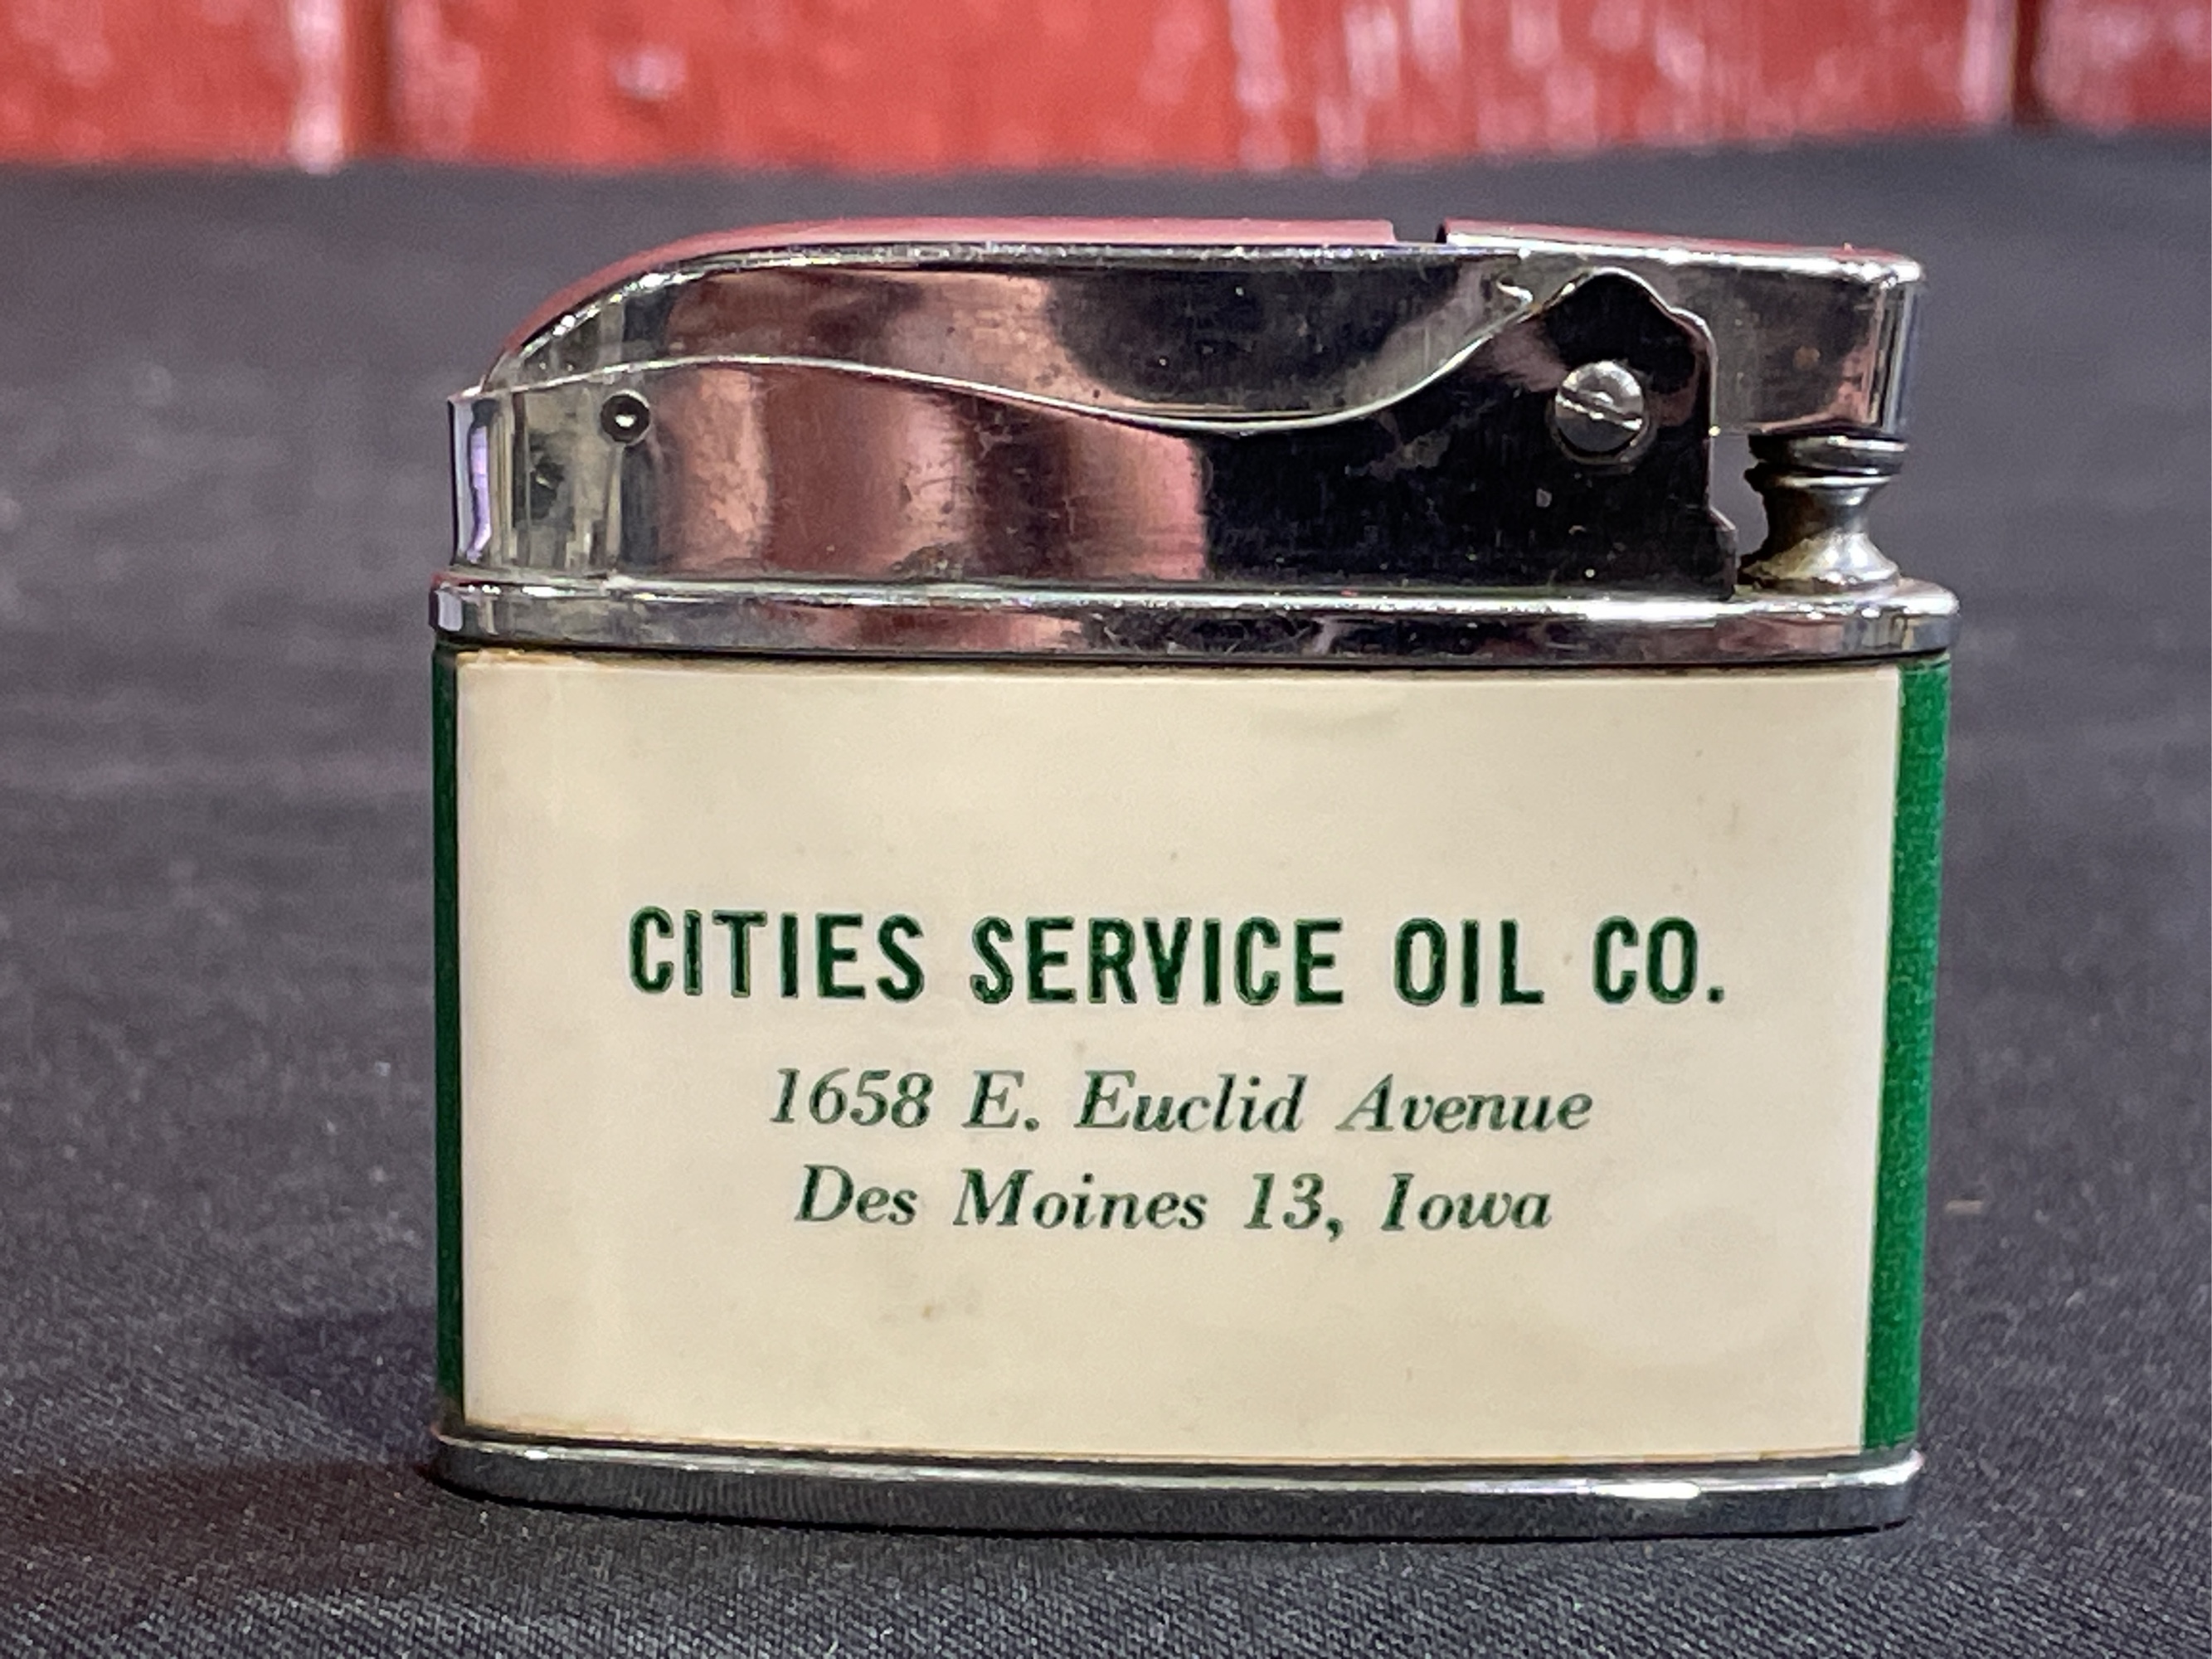 CITIES SERVICE OIL CO.
1658 E. Euclid Avenue
Des Moines 13, Iowa